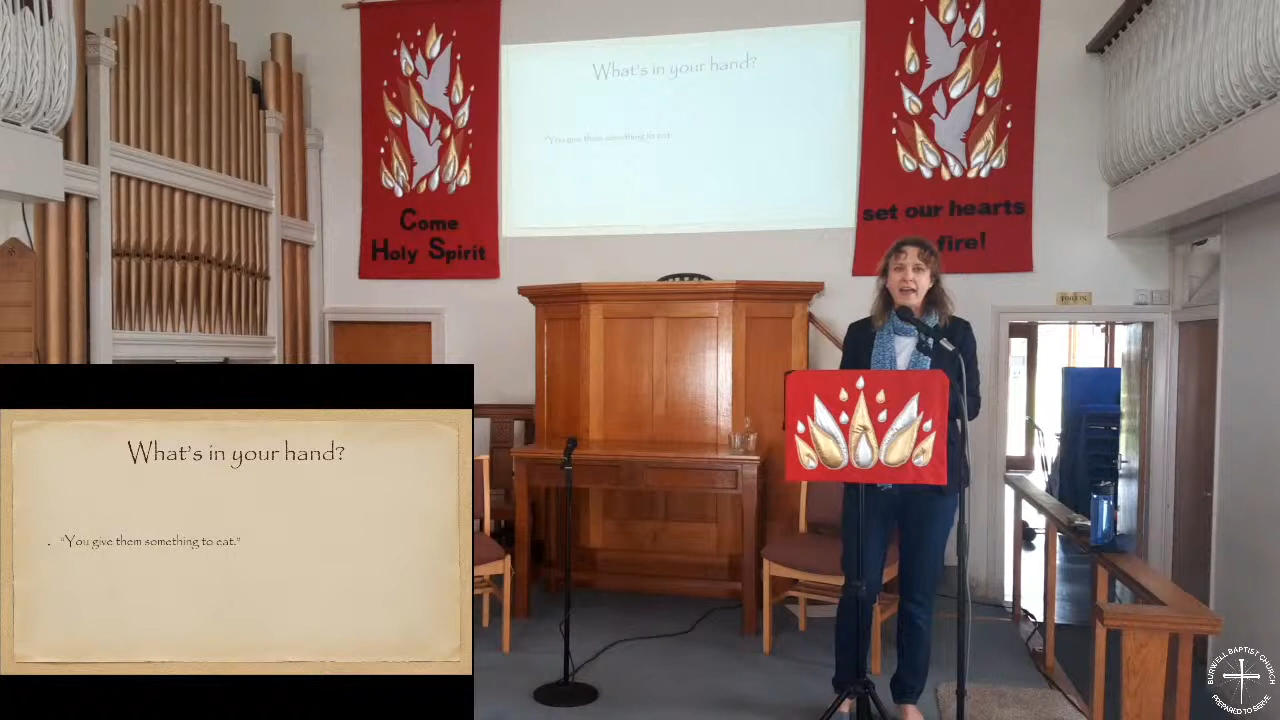 What's in your hand?
"You give them something to eat.
Come
Holy Spirit
set our hearts
fire!
TOILET
What's in your hand?
. "You give them something to eat."
BURWELL BAPTIST CHURCH
PREPARED TO SERVE